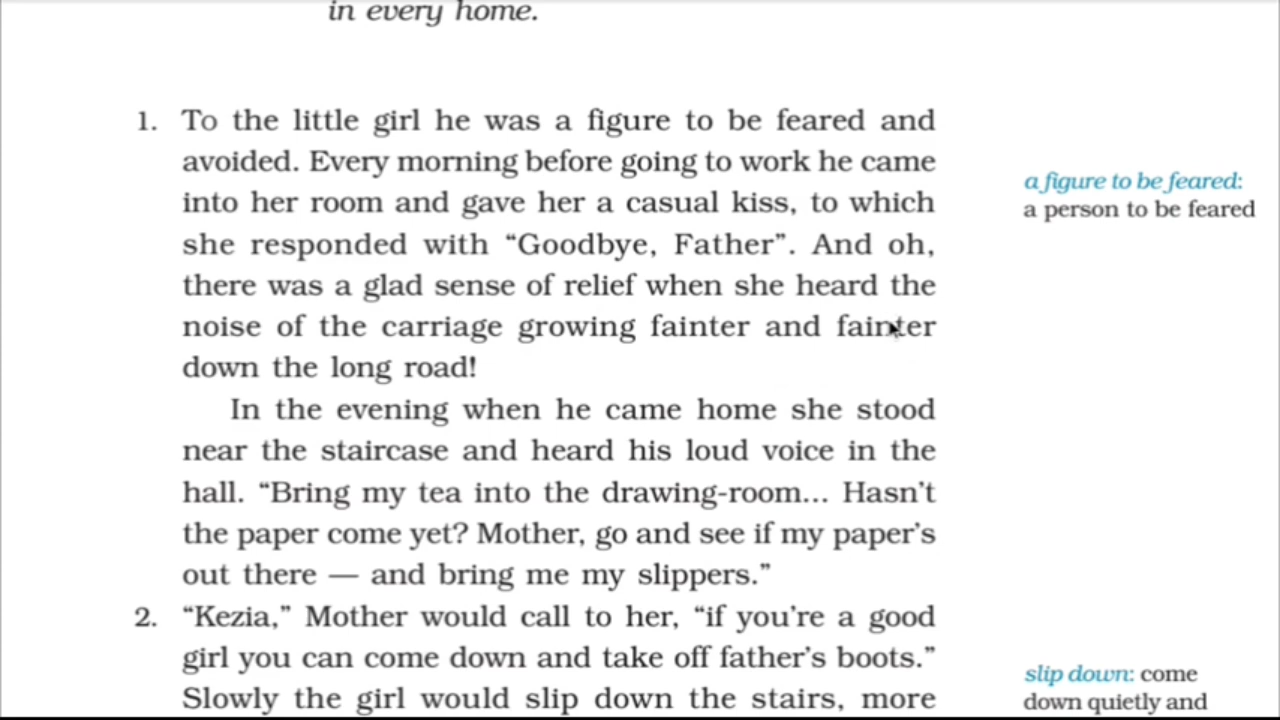 in every home.
1. To the little girl he was a figure to be feared and
avoided. Every morning before going to work he came
into her room and gave her a casual kiss, to which
she responded with “Goodbye, Father”. And oh,
there was a glad sense of relief when she heard the
noise of the carriage growing fainter and fainter
down the long road!
a figure to be feared:
a person to be feared
In the evening when he came home she stood
near the staircase and heard his loud voice in the
hall. “Bring my tea into the drawing-room... Hasn’t
the paper come yet? Mother, go and see if my paper’s
out there — and bring me my slippers.”
2. “Kezia,” Mother would call to her, “if you’re a good
girl you can come down and take off father’s boots.”
Slowly the girl would slip down the stairs, more
slip down: come
down quietly and